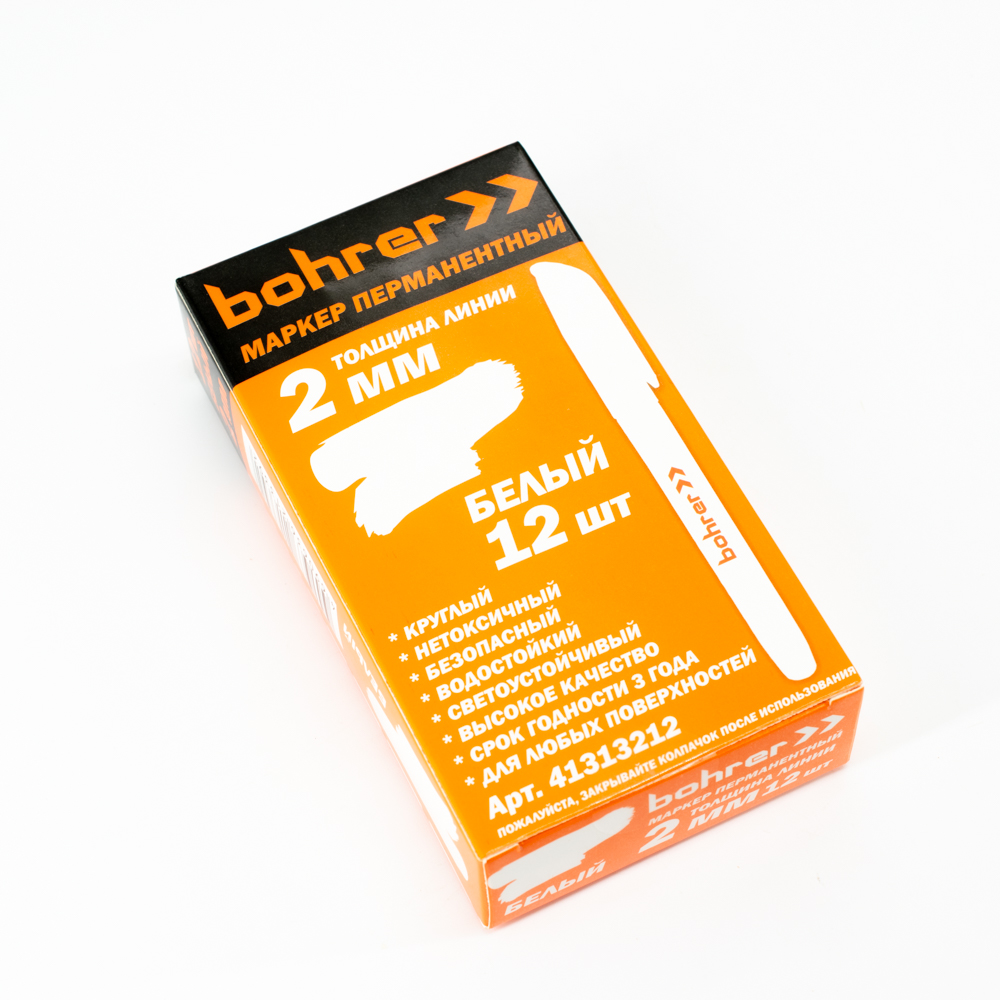 bohrer
МАРКЕР ПЕРМАНЕНТНЫЙ
ТОЛЩИНА ЛИНИИ
2 ММ
БЕЛЫЙ
12 шт
bohrer
* КРУГЛЫЙ
* НЕТОКСИЧНЫЙ
* БЕЗОПАСНЫЙ
* ВОДОСТОЙКИЙ
* СВЕТОУСТОЙЧИВЫЙ
* ВЫСОКОЕ КАЧЕСТВО
* СРОК ГОДНОСТИ 3 ГОДА
* ДЛЯ ЛЮБЫХ ПОВЕРХНОСТЕЙ
Арт. 41313212
ПОЖАЛУЙСТА, ЗАКРЫВАЙТЕ КОЛПАЧОК ПОСЛЕ ИСПОЛЬЗОВАНИЯ
bohrer
МАРКЕР ПЕРМАНЕНТНЫЙ
ТОЛЩИНА ЛИНИИ
2 ММ 12 шт
БЕЛЫЙ